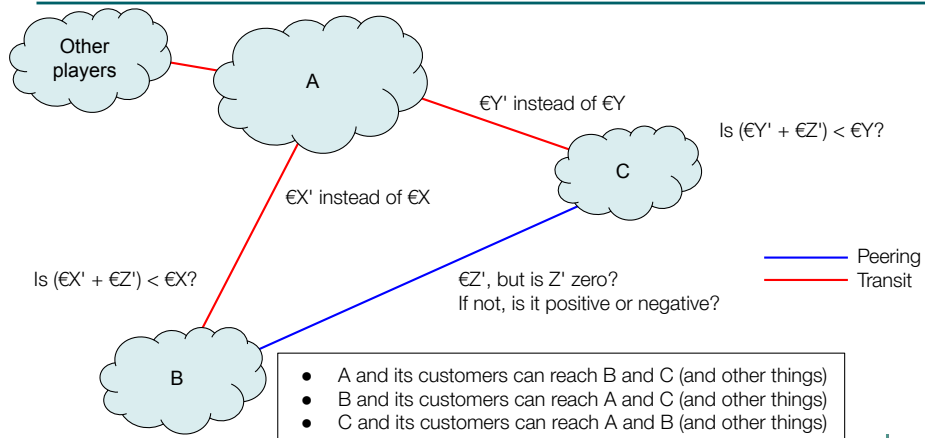 Other
players
A
€Y' instead of €Y
Is (€Y' + €Z') < €Y?
C
€X' instead of €X
Is (€X' + €Z') < €X?
€Z', but is Z' zero?
If not, is it positive or negative?
Peering
Transit
B
● A and its customers can reach B and C (and other things)
● B and its customers can reach A and C (and other things)
● C and its customers can reach A and B (and other things)